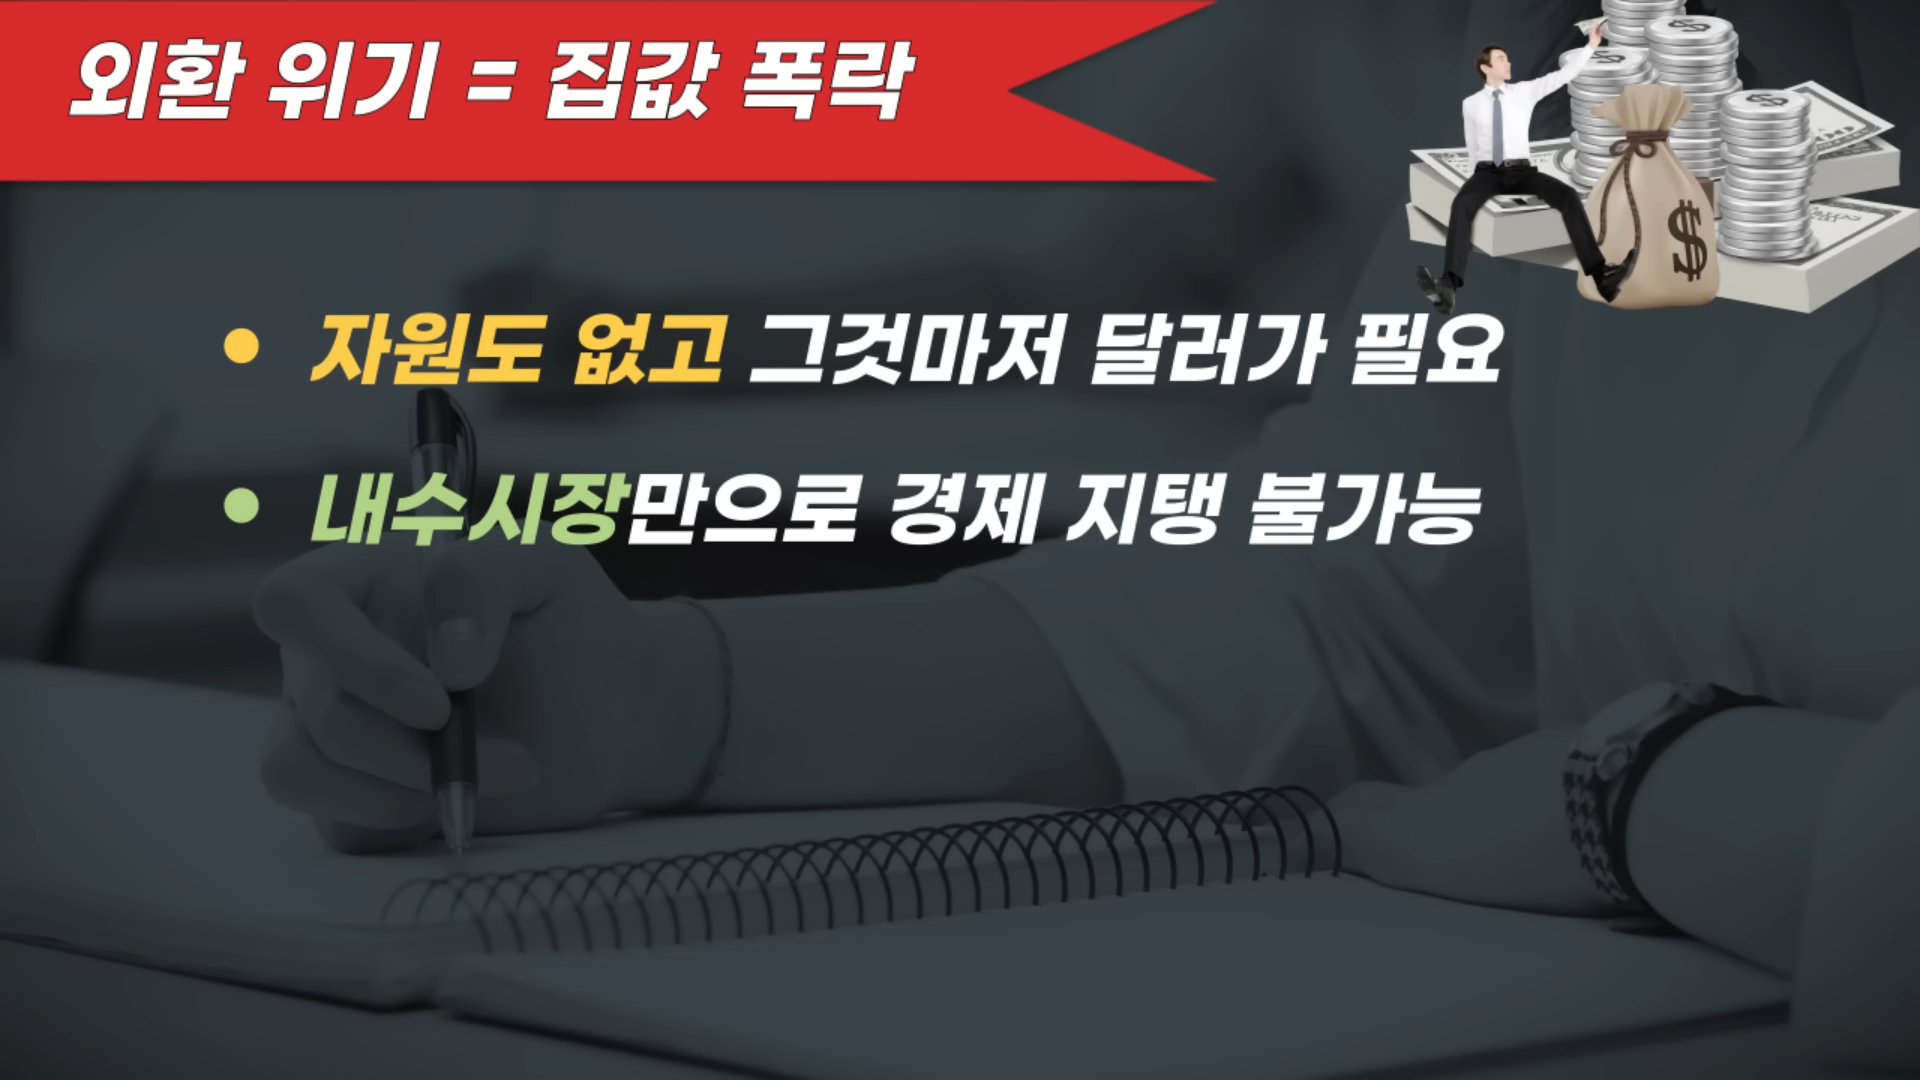 외환 위기 = 집값 폭락
• 자원도 없고 그것마저 달러가 필요
• 내수시장만으로 경제 지탱 불가능
$